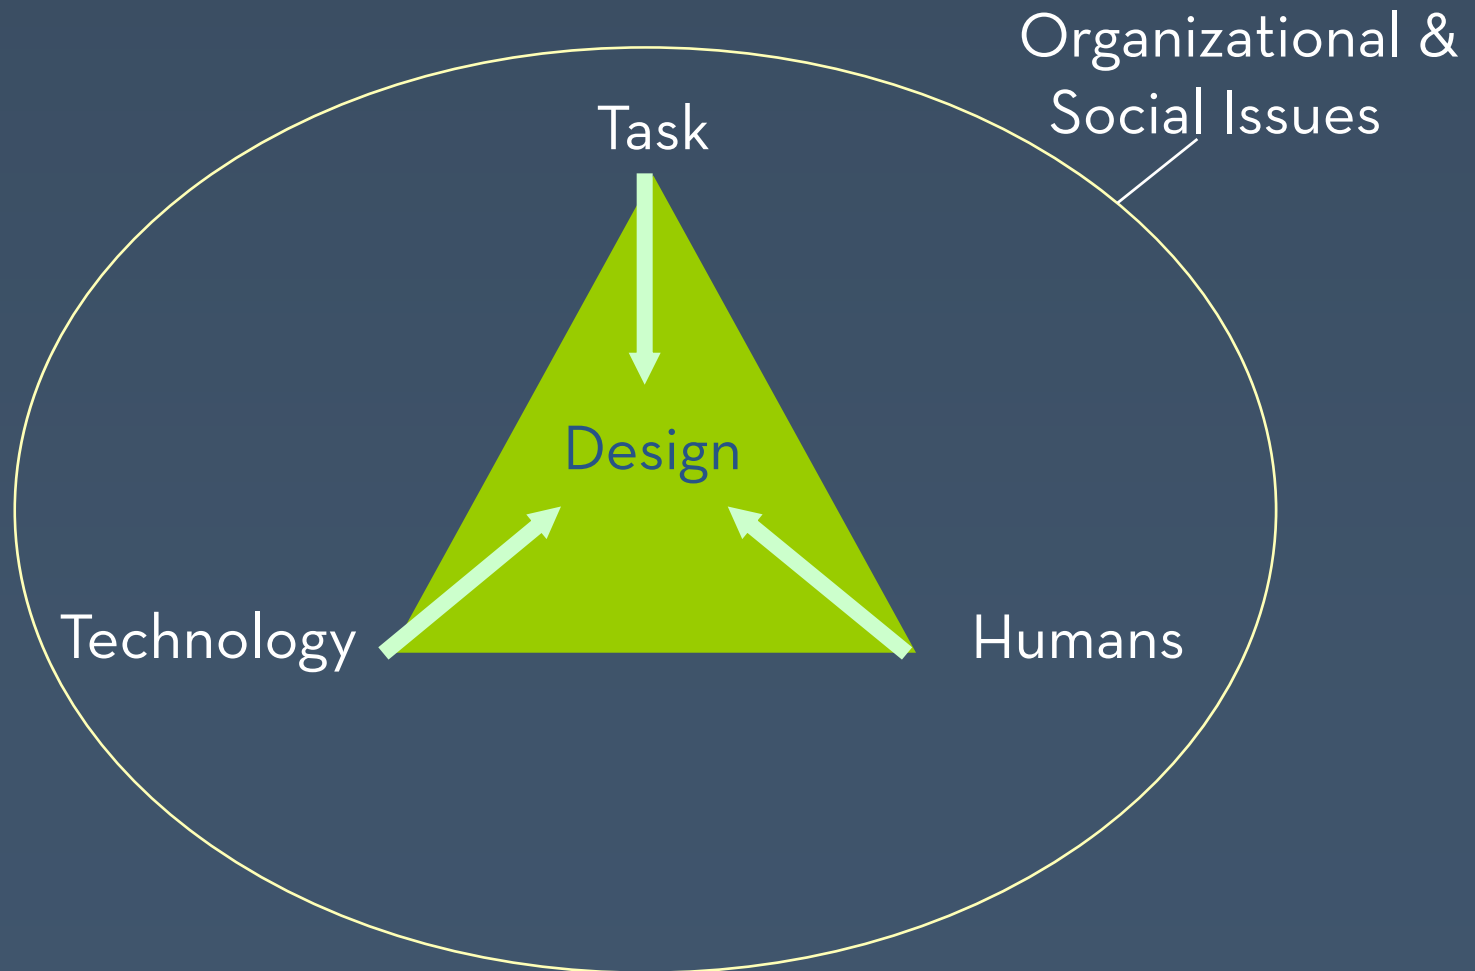 Organizational &
Social Issues
Task
Design
Technology
Humans